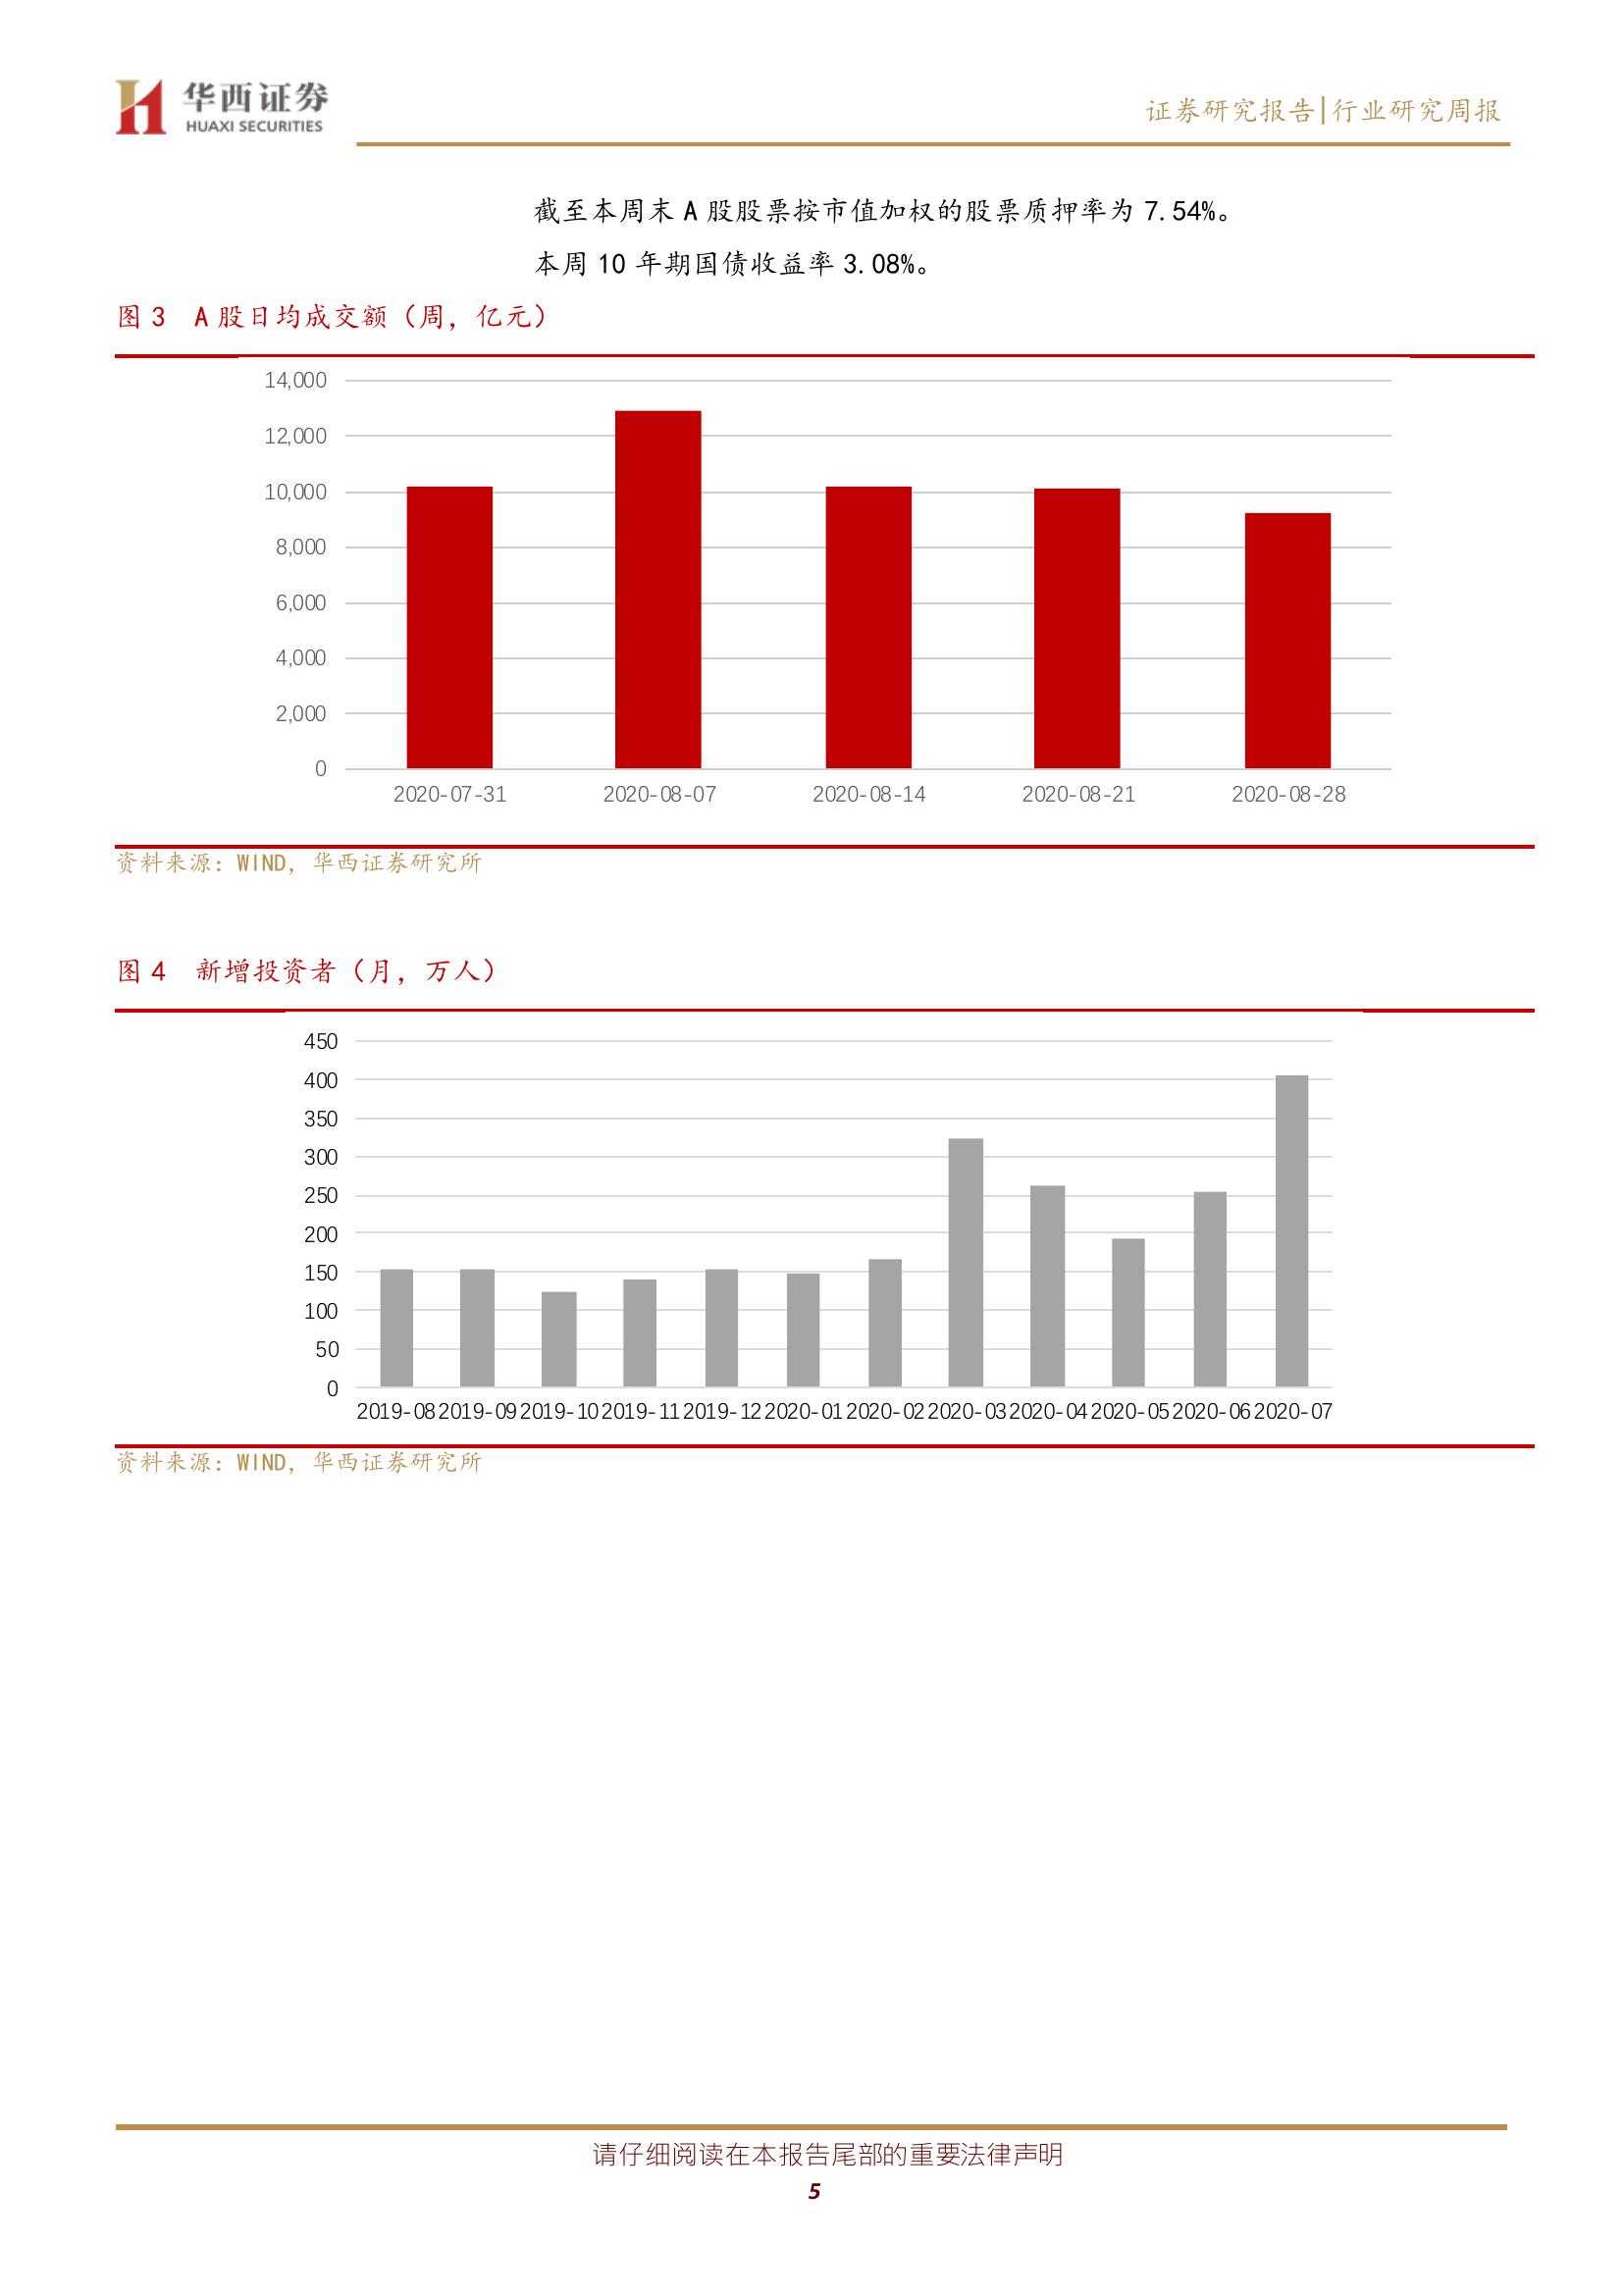 华西证券
HUAXI SECURITIES
证券研究报告|行业研究周报
截至本周末 A 股股票按市值加权的股票质押率为 7.54%。
本周 10 年期国债收益率 3.08%。
图 3 A 股日均成交额（周，亿元）
14,000
12,000
10,000
8,000
6,000
4,000
2,000
0
2020-07-31 2020-08-07 2020-08-14 2020-08-21 2020-08-28
资料来源：WIND，华西证券研究所
图 4 新增投资者（月，万人）
450
400
350
300
250
200
150
100
50
0
2019-08 2019-09 2019-10 2019-11 2019-12 2020-01 2020-02 2020-03 2020-04 2020-05 2020-06 2020-07
资料来源：WIND，华西证券研究所
请仔细阅读在本报告尾部的重要法律声明
5